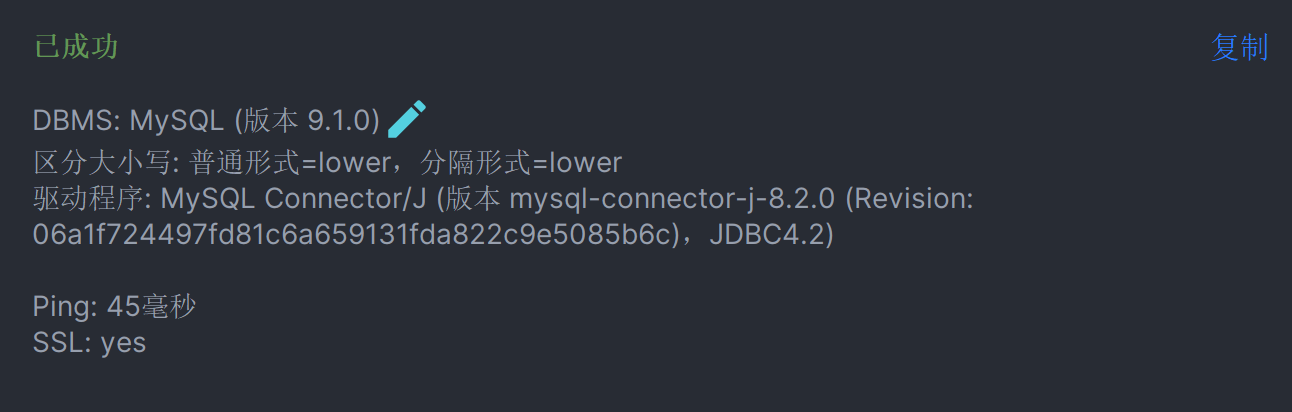 已成功
复制
DBMS: MySQL (版本 9.1.0)
区分大小写: 普通形式=lower，分隔形式=lower
驱动程序: MySQL Connector/J (版本 mysql-connector-j-8.2.0 (Revision:
06a1f724497fd81c6a659131fda822c9e5085b6c)，JDBC4.2)
Ping: 45毫秒
SSL: yes